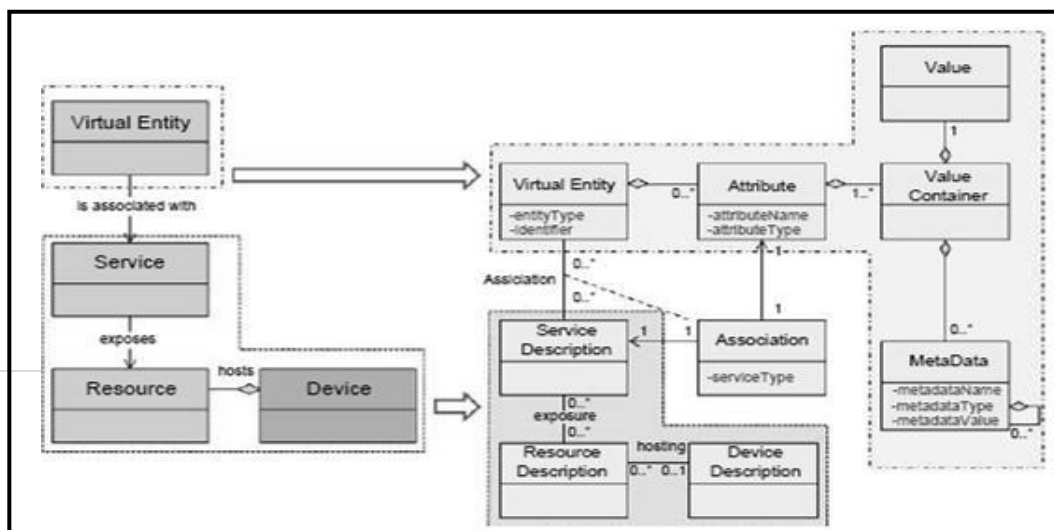 Virtual Entity
Is associated with
Service
exposes
Resource
hosts
Device
Virtual Entity
-entityType
-identifier
0..*
Attribute
-attributeName
-attributeType
1..*
Value
1
Value
Container
0..*
Assiciation
0..*
1
Service
Description
1
1
1
Association
-serviceType
0..*
MetaData
-metadataName
-metadataType
-metadataValue
0..*
0..*
exposure
0..*
Resource
Description
hosting
0..*
0..1
Device
Description